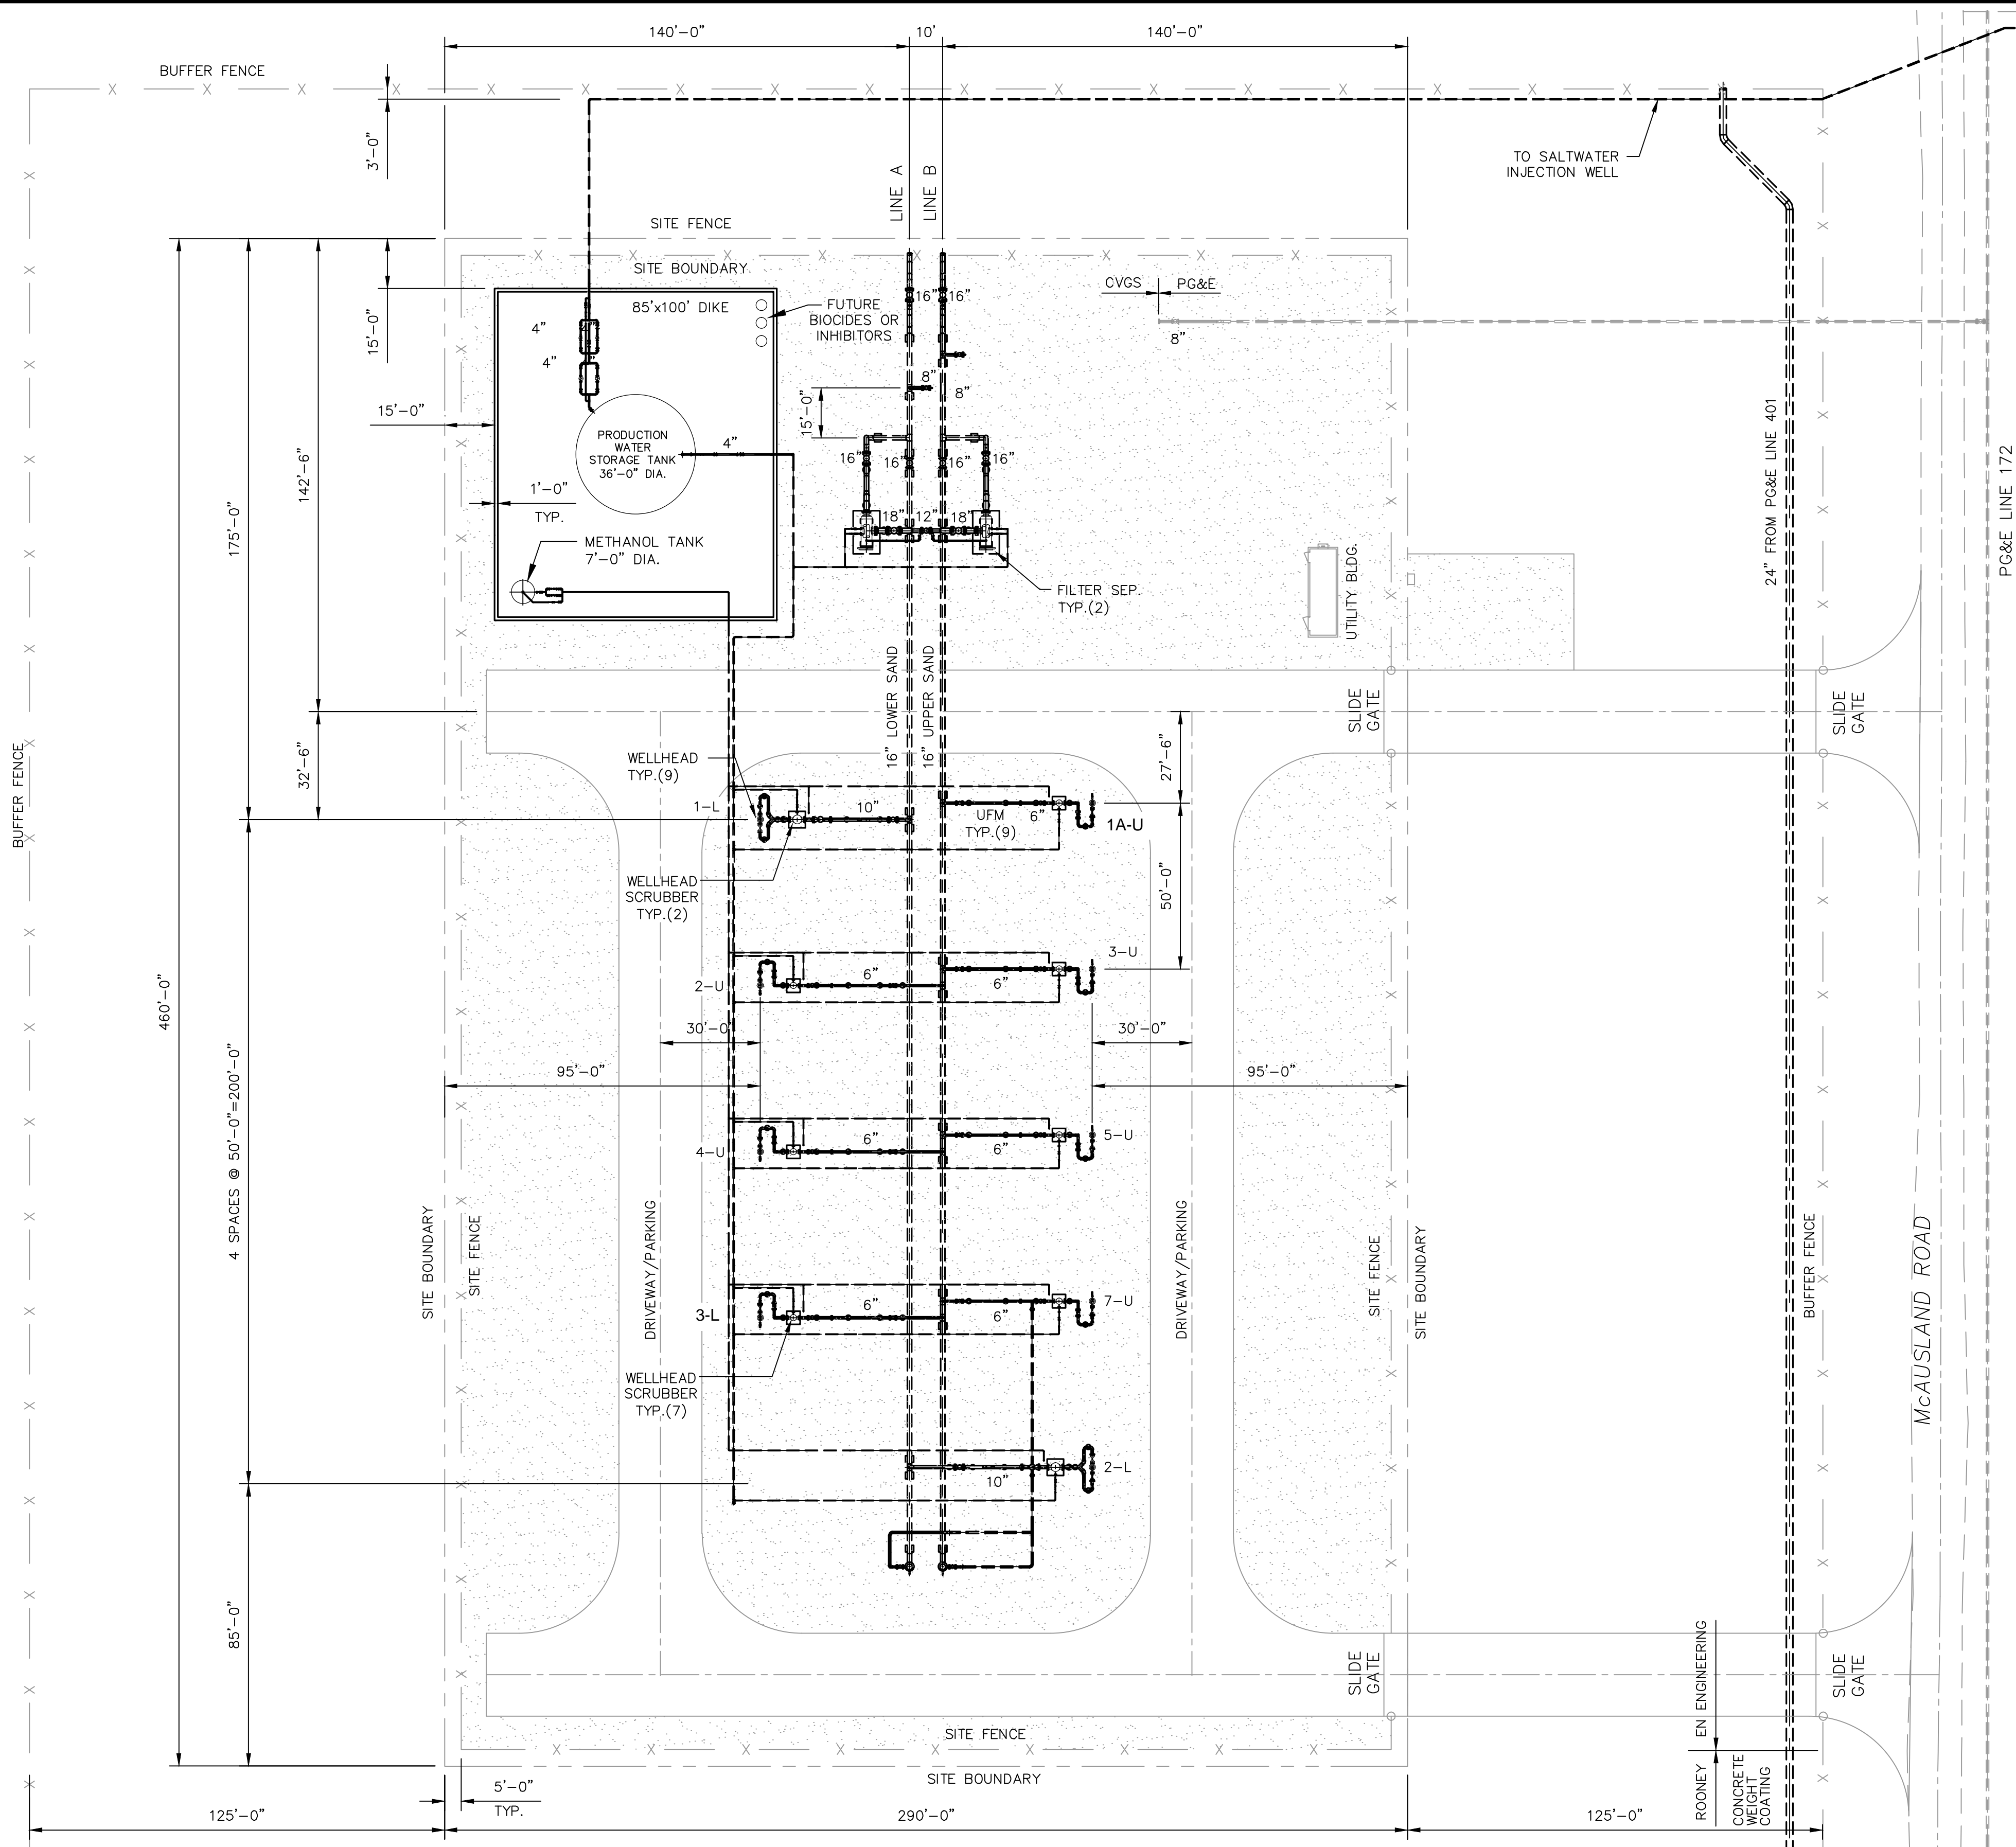 140'-0"
10'
140'-0"
BUFFER FENCE
3'-0"
TO SALTWATER
INJECTION WELL
LINE A
LINE B
SITE FENCE
SITE BOUNDARY
CVGS
PG&E
85'x100' DIKE
FUTURE
BIOCIDES OR
INHIBITORS
16"
16"
4"
4"
8"
15'-0"
8"
8"
15'-0"
15'-0"
PRODUCTION
WATER
STORAGE TANK
36'-0" DIA.
4"
16"
16"
16"
16"
24" FROM PG&E LINE 401
PG&E LINE 172
142'-6"
175'-0"
1'-0"
TYP.
18"
12"
18"
METHANOL TANK
7'-0" DIA.
FILTER SEP.
TYP.(2)
UTILITY BLDG.
16" LOWER SAND
16" UPPER SAND
SLIDE
GATE
SLIDE
GATE
BUFFER FENCE
32'-6"
27'-6"
WELLHEAD
TYP.(9)
1-L
10"
UFM
TYP.(9)
6"
1A-U
WELLHEAD
SCRUBBER
TYP.(2)
50'-0"
3-U
2-U
6"
6"
460'-0"
30'-0"
30'-0"
95'-0"
95'-0"
4 SPACES @ 50'-0"=200'-0"
4-U
6"
6"
5-U
SITE BOUNDARY
SITE FENCE
DRIVEWAY/PARKING
DRIVEWAY/PARKING
SITE FENCE
SITE BOUNDARY
BUFFER FENCE
McAUSLAND ROAD
3-L
6"
6"
7-U
WELLHEAD
SCRUBBER
TYP.(7)
10"
2-L
85'-0"
SLIDE
GATE
SLIDE
GATE
EN ENGINEERING
ROONEY
CONCRETE
WEIGHT
COATING
SITE FENCE
SITE BOUNDARY
5'-0"
TYP.
125'-0"
290'-0"
125'-0"